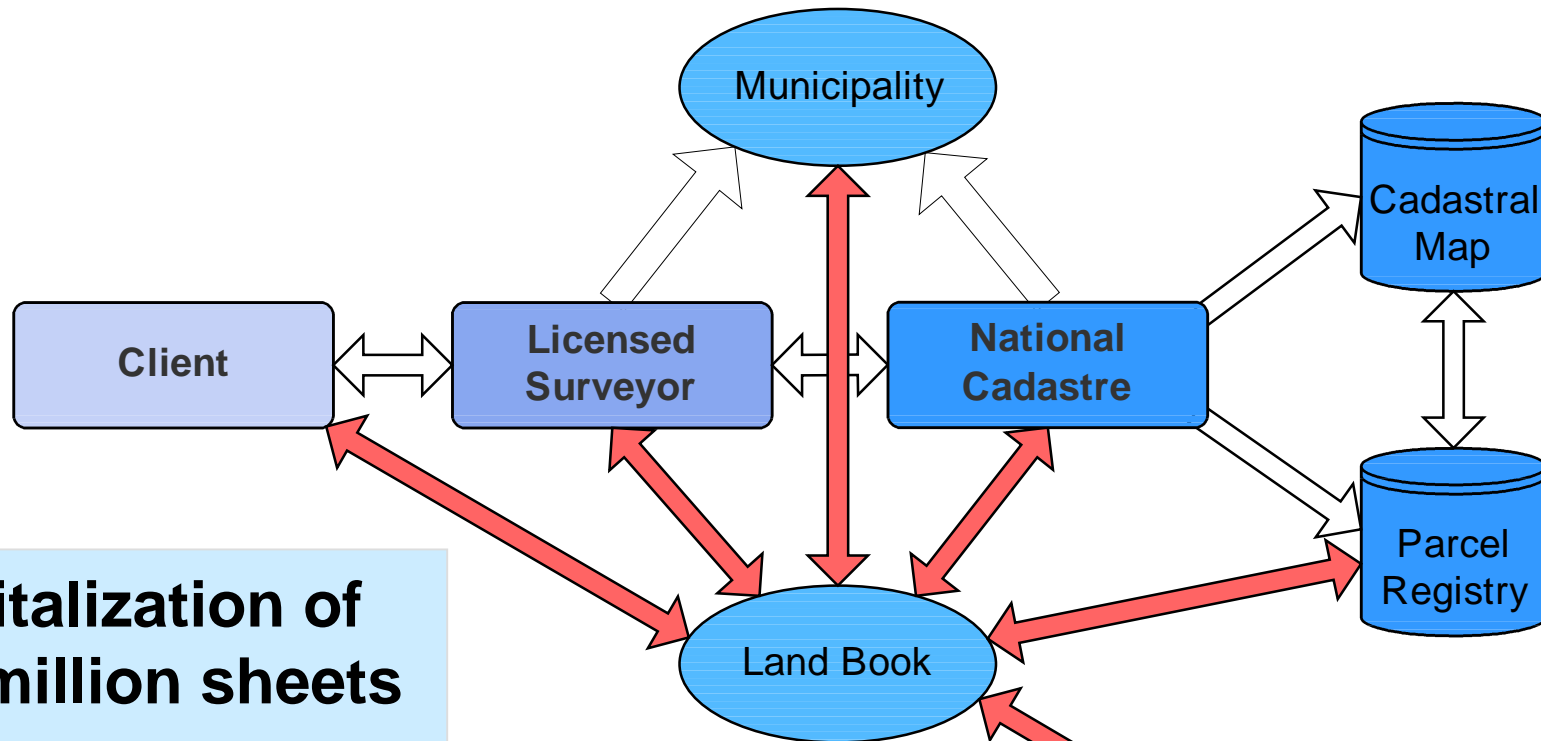 Municipality
Cadastral
Map
Client
Licensed
Surveyor
National
Cadastre
Parcel
Registry
italization of
million sheets
Land Book